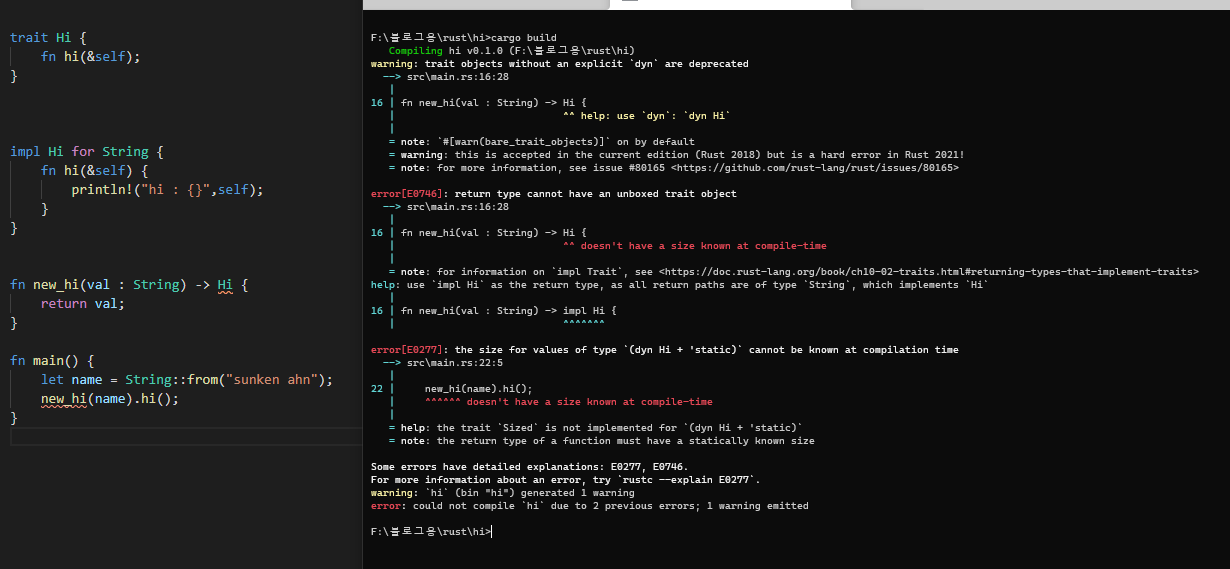 trait Hi {
    fn hi(&self);
}
impl Hi for String {
    fn hi(&self) {
        println!("hi : {}",self);
    }
}
fn new_hi(val : String) -> Hi {
    return val;
}
fn main() {
    let name = String::from("sunken ahn");
    new_hi(name).hi();
}
F:\블로그용\rust\hi>cargo build
   Compiling hi v0.1.0 (F:\블로그용\rust\hi)
warning: trait objects without an explicit `dyn` are deprecated
  --> src\main.rs:16:28
   |
16 | fn new_hi(val : String) -> Hi {
   |                            ^^ help: use `dyn`: `dyn Hi`
   |
   = note: `#[warn(bare_trait_objects)]` on by default
   = warning: this is accepted in the current edition (Rust 2018) but is a hard error in Rust 2021!
   = note: for more information, see issue #80165 <https://github.com/rust-lang/rust/issues/80165>
error[E0746]: return type cannot have an unboxed trait object
  --> src\main.rs:16:28
   |
16 | fn new_hi(val : String) -> Hi {
   |                            ^^ doesn't have a size known at compile-time
   |
   = note: for information on `impl Trait`, see <https://doc.rust-lang.org/book/ch10-02-traits.html#returning-types-that-implement-traits>
help: use `impl Hi` as the return type, as all return paths are of type `String`, which implements `Hi`
   |
16 | fn new_hi(val : String) -> impl Hi {
   |                            ^^^^^^^
error[E0277]: the size for values of type `(dyn Hi + 'static)` cannot be known at compilation time
  --> src\main.rs:22:5
   |
22 |     new_hi(name).hi();
   |     ^^^^^^ doesn't have a size known at compile-time
   |
   = help: the trait `Sized` is not implemented for `(dyn Hi + 'static)`
   = note: the return type of a function must have a statically known size
Some errors have detailed explanations: E0277, E0746.
For more information about an error, try `rustc --explain E0277`.
warning: `hi` (bin "hi") generated 1 warning
error: could not compile `hi` due to 2 previous errors; 1 warning emitted
F:\블로그용\rust\hi>